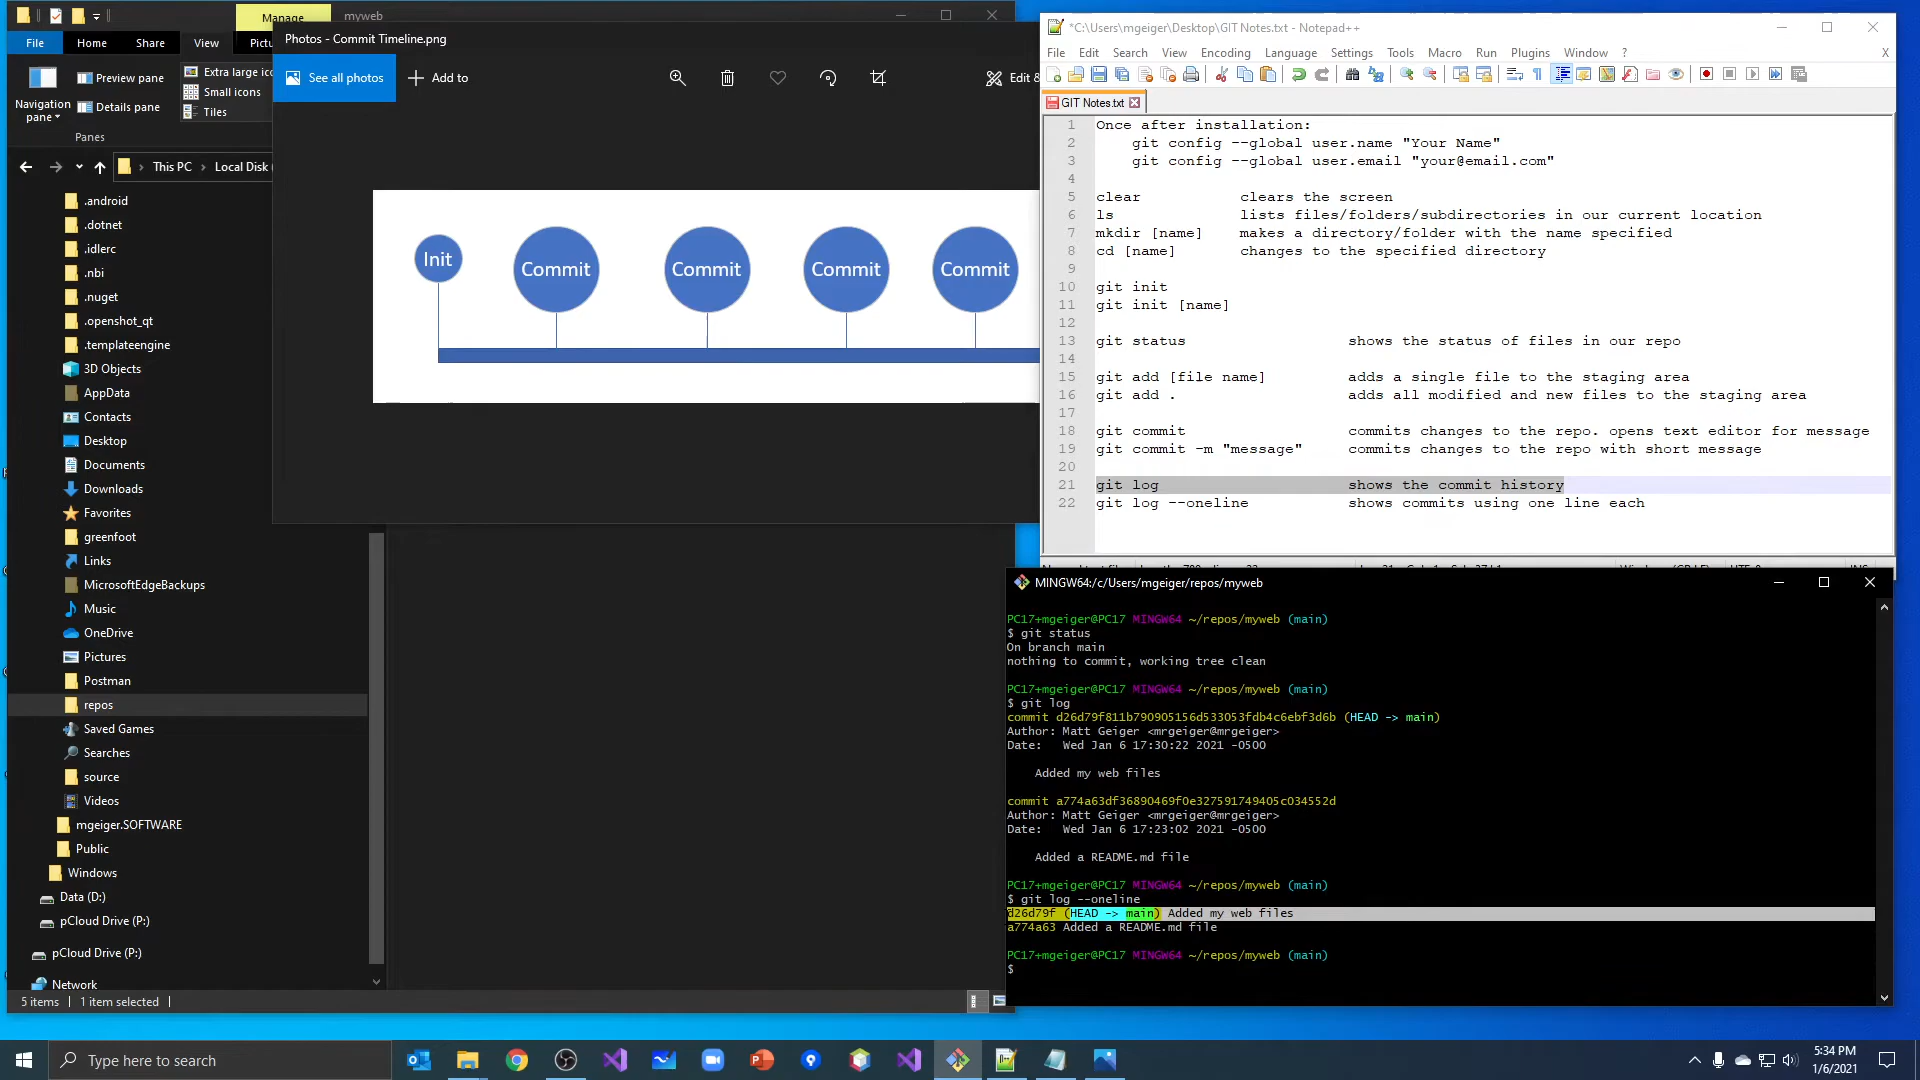 Manage
myweb
File
Home
Share
View
Preview pane
Details pane
Navigation
pane
Small icons
Tiles
Panes
This PC
Local Disk
.android
.dotnet
.idlerc
.nbi
.nuget
.openshot_qt
.templateengine
3D Objects
AppData
Contacts
Desktop
Documents
Downloads
Favorites
greenfoot
Links
MicrosoftEdgeBackups
Music
OneDrive
Pictures
Postman
repos
Saved Games
Searches
source
Videos
mgeiger.SOFTWARE
Public
Windows
Data (D:)
pCloud Drive (P:)
pCloud Drive (P:)
Network
5 items
1 item selected
Photos - Commit Timeline.png
See all photos
Add to
Edit &
Init
Commit
Commit
Commit
Commit
*C:\Users\mgeiger\Desktop\GIT Notes.txt - Notepad++
File Edit Search View Encoding Language Settings Tools Macro Run Plugins Window ? X
GIT Notes.txt
1 Once after installation:
2 git config --global user.name "Your Name"
3 git config --global user.email "your@email.com"
4
5 clear clears the screen
6 ls lists files/folders/subdirectories in our current location
7 mkdir [name] makes a directory/folder with the name specified
8 cd [name] changes to the specified directory
9
10 git init
11 git init [name]
12
13 git status shows the status of files in our repo
14
15 git add [file name] adds a single file to the staging area
16 git add . adds all modified and new files to the staging area
17
18 git commit commits changes to the repo. opens text editor for message
19 git commit -m "message" commits changes to the repo with short message
20
21 git log shows the commit history
22 git log --oneline shows commits using one line each
MINGW64:/c/Users/mgeiger/repos/myweb
PC17+mgeiger@PC17 MINGW64 ~/repos/myweb (main)
$ git status
On branch main
nothing to commit, working tree clean
PC17+mgeiger@PC17 MINGW64 ~/repos/myweb (main)
$ git log
commit d26d79f811b790905156d533053fdb4c6ebf3d6b (HEAD -> main)
Author: Matt Geiger <mrgeiger@mrgeiger>
Date: Wed Jan 6 17:30:22 2021 -0500
Added my web files
commit a774a63df36890469f0e327591749405c034552d
Author: Matt Geiger <mrgeiger@mrgeiger>
Date: Wed Jan 6 17:23:02 2021 -0500
Added a README.md file
PC17+mgeiger@PC17 MINGW64 ~/repos/myweb (main)
$ git log --oneline
d26d79f (HEAD -> main) Added my web files
a774a63 Added a README.md file
PC17+mgeiger@PC17 MINGW64 ~/repos/myweb (main)
$
Type here to search
5:34 PM
1/6/2021